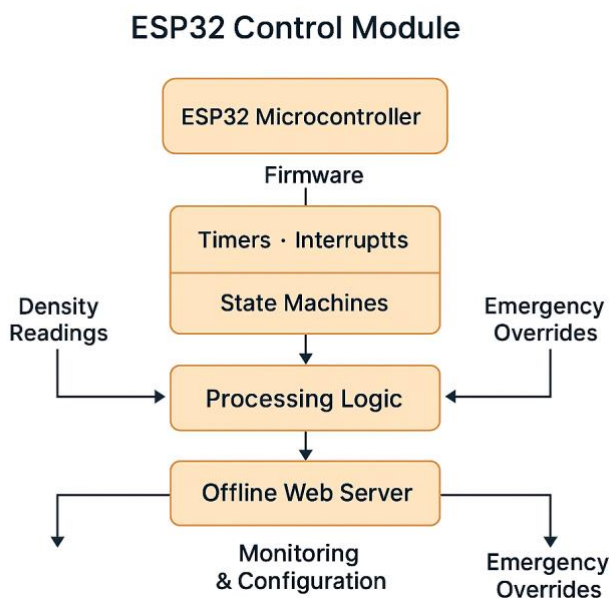 ESP32 Control Module
ESP32 Microcontroller
Firmware
Timers · Interruptts
State Machines
Density
Readings
Emergency
Overrides
Processing Logic
Offline Web Server
Monitoring
& Configuration
Emergency
Overrides